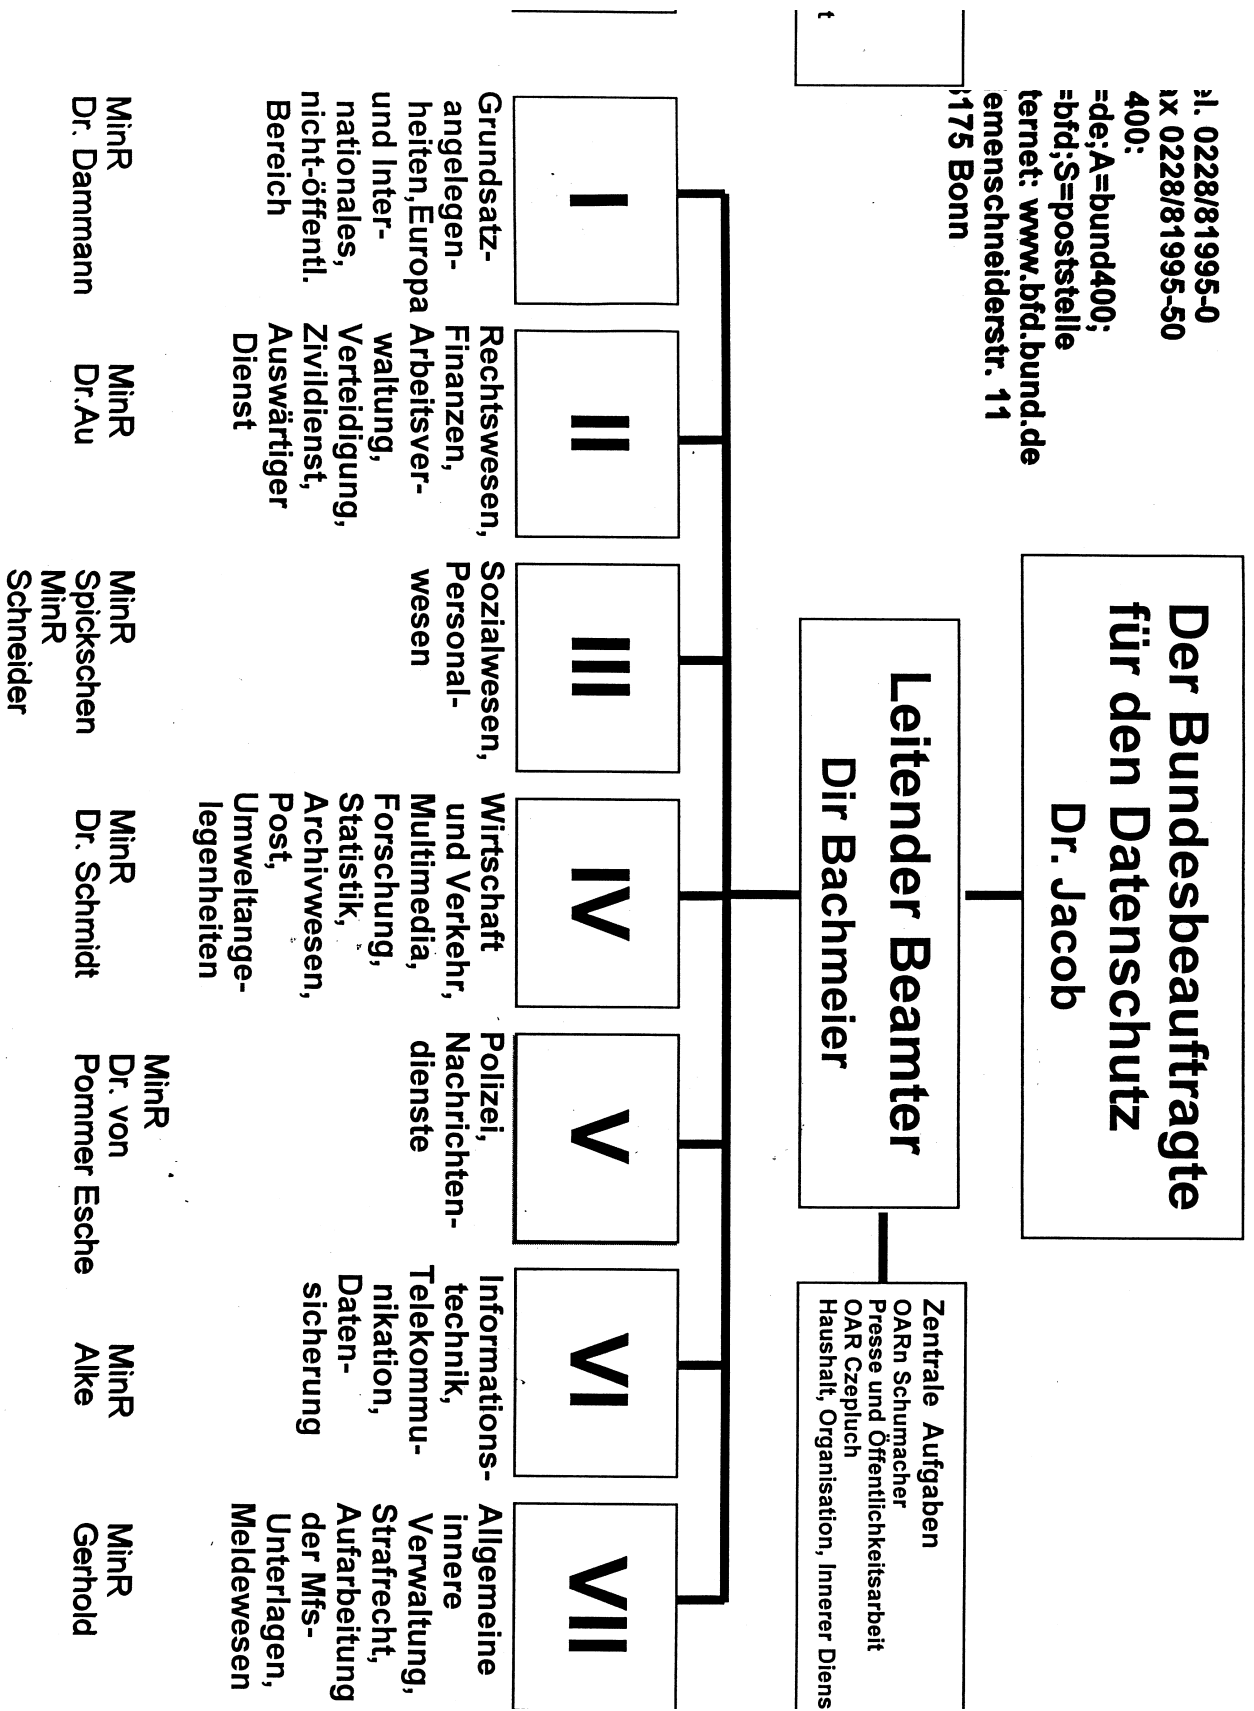 el. 0228/81995-0
ax 0228/81995-50
400:
=de;A=bund400;
=bfd;S=poststelle
ternet: www.bfd.bund.de
emenschneiderstr. 11
175 Bonn
Der Bundesbeauftragte
für den Datenschutz
Dr. Jacob
t
Leitender Beamter
Dir Bachmeier
Zentrale Aufgaben
OARn Schumacher
Presse und Öffentlichkeitsarbeit
OAR Czepluch
Haushalt, Organisation, Innerer Diens
I
Grundsatz-
angelegen-
heiten,Europa
und Inter-
nationales,
nicht-öffentl.
Bereich
MinR
Dr. Dammann
II
Rechtswesen,
Finanzen,
Arbeitsver-
waltung,
Verteidigung,
Zivildienst,
Auswärtiger
Dienst
MinR
Dr.Au
III
Sozialwesen,
Personal-
wesen
MinR
Spickschen
MinR
Schneider
IV
Wirtschaft
und Verkehr,
Multimedia,
Forschung,
Statistik,
Archivwesen,
Post,
Umweltange-
legenheiten
MinR
Dr. Schmidt
V
Polizei,
Nachrichten-
dienste
MinR
Dr. von
Pommer Esche
VI
Informations-
technik,
Telekommu-
nikation,
Daten-
sicherung
MinR
Alke
VII
Allgemeine
innere
Verwaltung,
Strafrecht,
Aufarbeitung
der Mfs-
Unterlagen,
Meldewesen
MinR
Gerhold